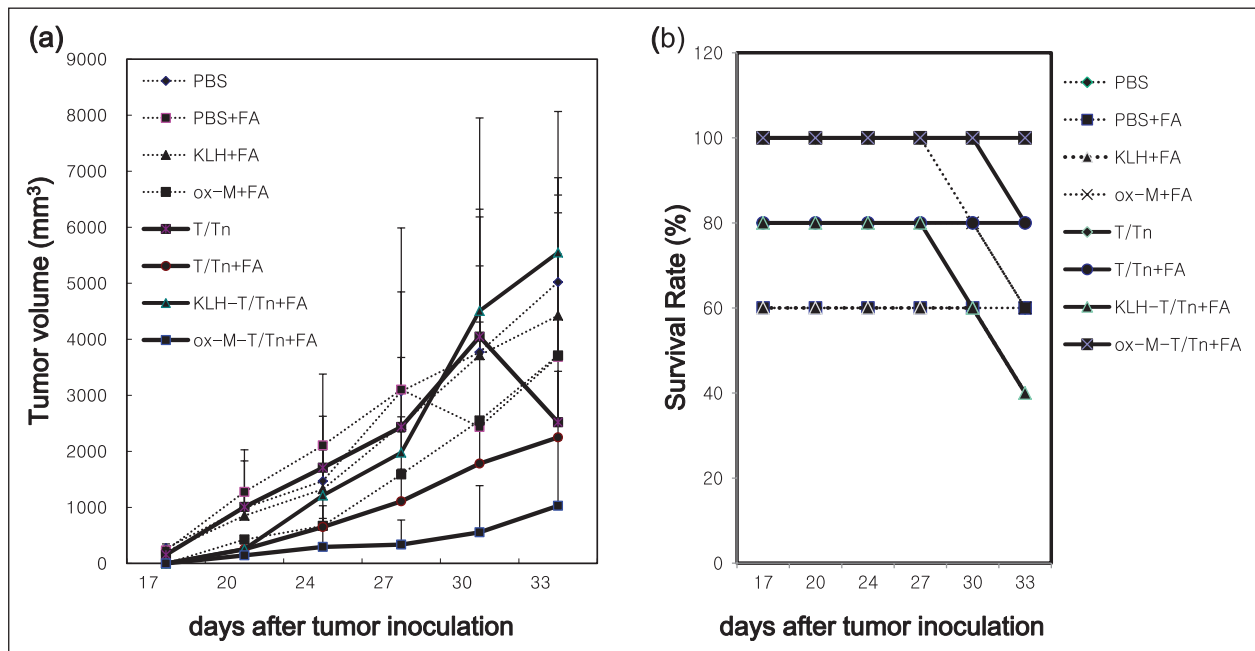 (a)
9000
8000
7000
6000
5000
4000
3000
2000
1000
0
Tumor volume (mm³)
PBS
PBS+FA
KLH+FA
ox-M+FA
T/Tn
T/Tn+FA
KLH-T/Tn+FA
ox-M-T/Tn+FA
17 20 24 27 30 33
days after tumor inoculation
(b)
120
100
80
60
40
20
0
Survival Rate (%)
17 20 24 27 30 33
days after tumor inoculation
PBS
PBS+FA
KLH+FA
ox-M+FA
T/Tn
T/Tn+FA
KLH-T/Tn+FA
ox-M-T/Tn+FA